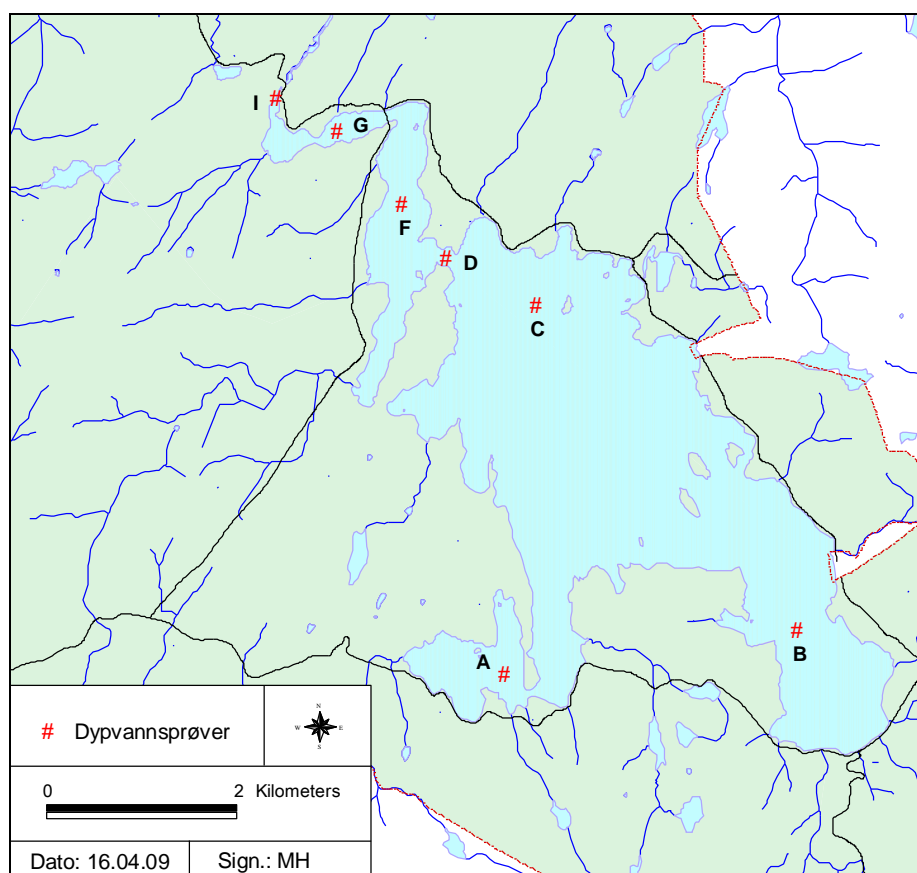 I
G
F
D
C
B
A
N
W E
S
# Dypvannsprøver
0 2 Kilometers
Dato: 16.04.09 Sign.: MH